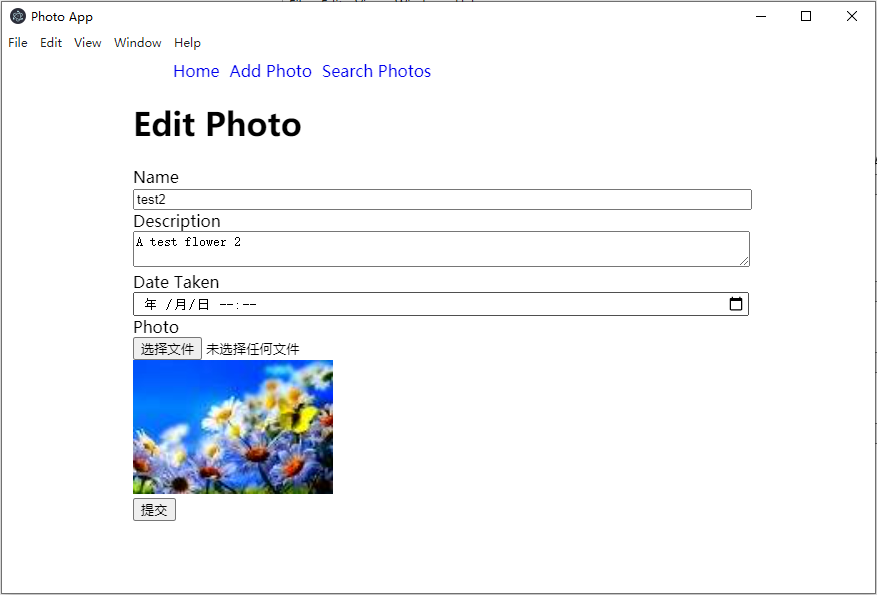 Photo App
File Edit View Window Help
Home Add Photo Search Photos
Edit Photo
Name
test2
Description
A test flower 2
Date Taken
年 /月/日 --:--
Photo
选择文件 未选择任何文件
提交